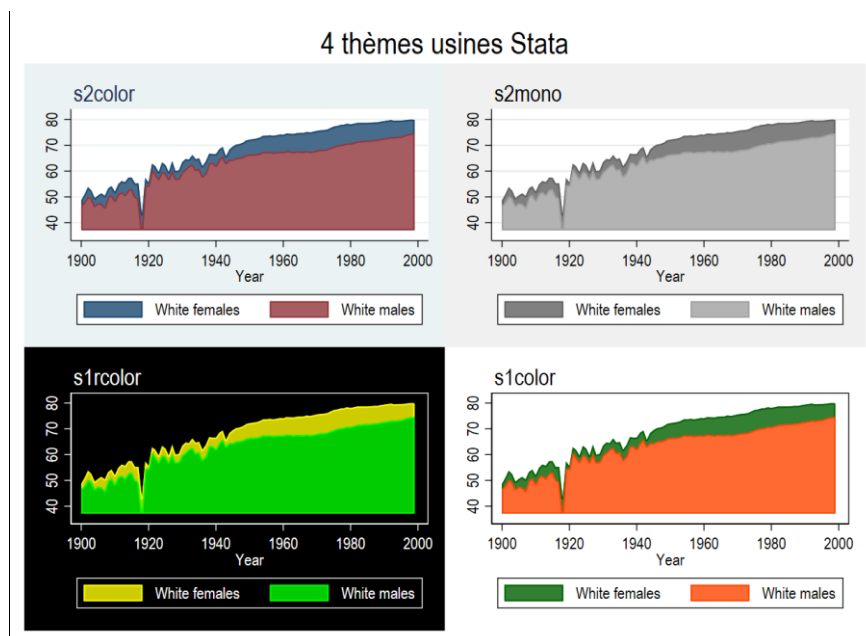 4 thèmes usines Stata
s2color
80
70
60
50
40
1900 1920 1940 1960 1980 2000
Year
White females White males
s2mono
80
70
60
50
40
1900 1920 1940 1960 1980 2000
Year
White females White males
s1rcolor
80
70
60
50
40
1900 1920 1940 1960 1980 2000
Year
White females White males
s1color
80
70
60
50
40
1900 1920 1940 1960 1980 2000
Year
White females White males